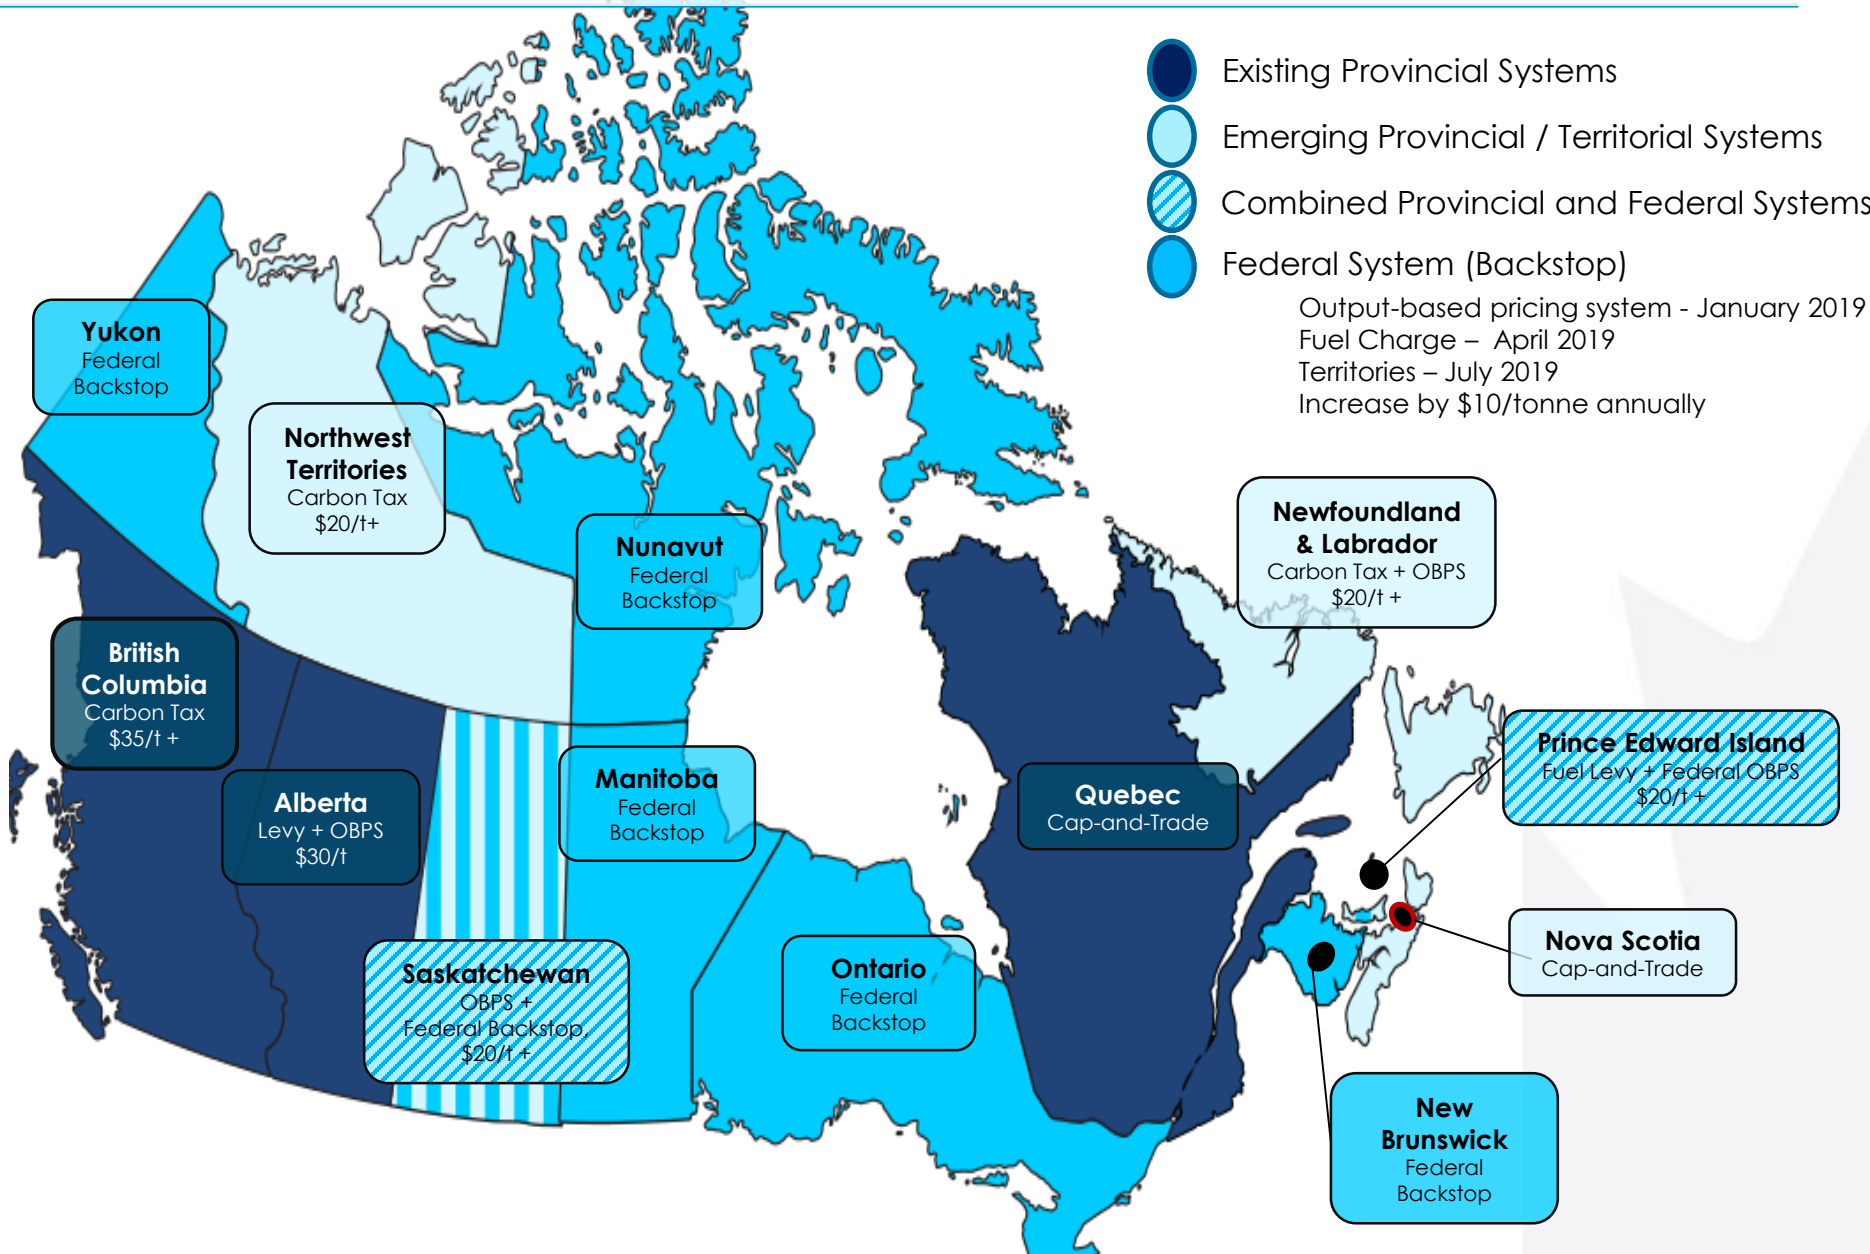 Existing Provincial Systems
Emerging Provincial / Territorial Systems
Combined Provincial and Federal Systems
Federal System (Backstop)
Output-based pricing system - January 2019
Fuel Charge – April 2019
Territories – July 2019
Increase by $10/tonne annually
Yukon
Federal
Backstop
Northwest
Territories
Carbon Tax
$20/t+
Nunavut
Federal
Backstop
Newfoundland
& Labrador
Carbon Tax + OBPS
$20/t +
British
Columbia
Carbon Tax
$35/t +
Alberta
Levy + OBPS
$30/t
Manitoba
Federal
Backstop
Quebec
Cap-and-Trade
Prince Edward Island
Fuel Levy + Federal OBPS
$20/t +
Saskatchewan
OBPS +
Federal Backstop,
$20/t +
Ontario
Federal
Backstop
Nova Scotia
Cap-and-Trade
New
Brunswick
Federal
Backstop